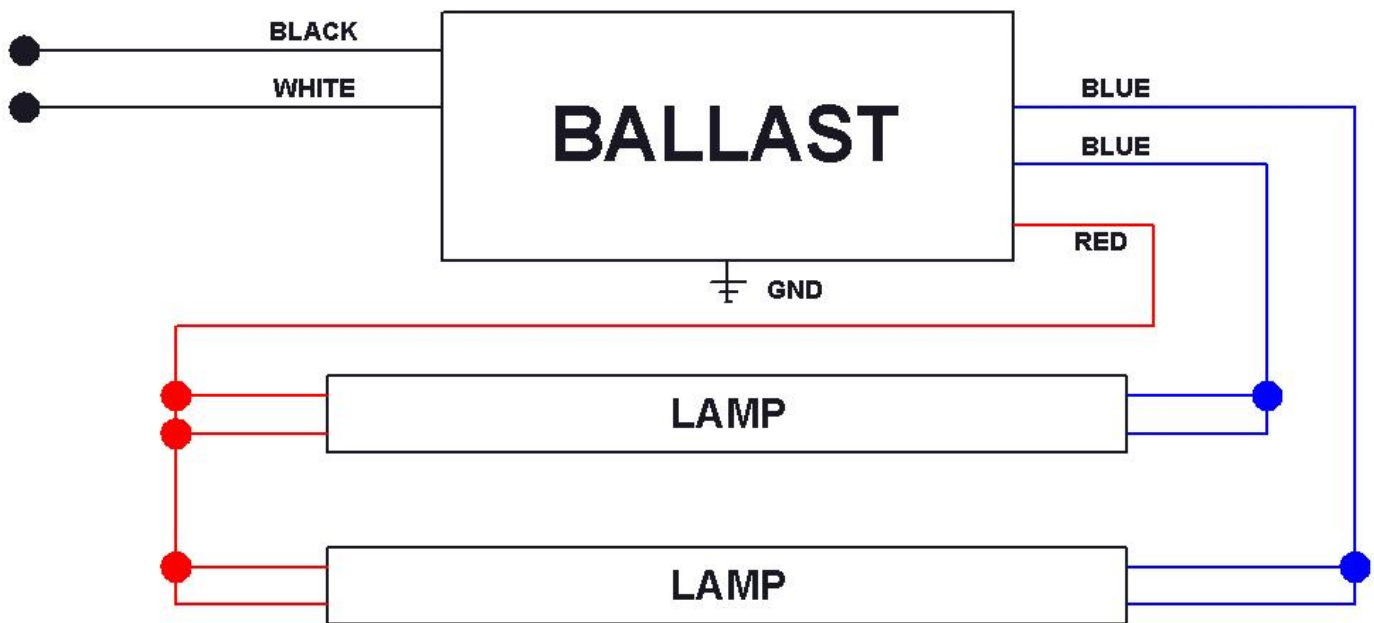 BLACK
WHITE
BALLAST
BLUE
BLUE
RED
GND
LAMP
LAMP